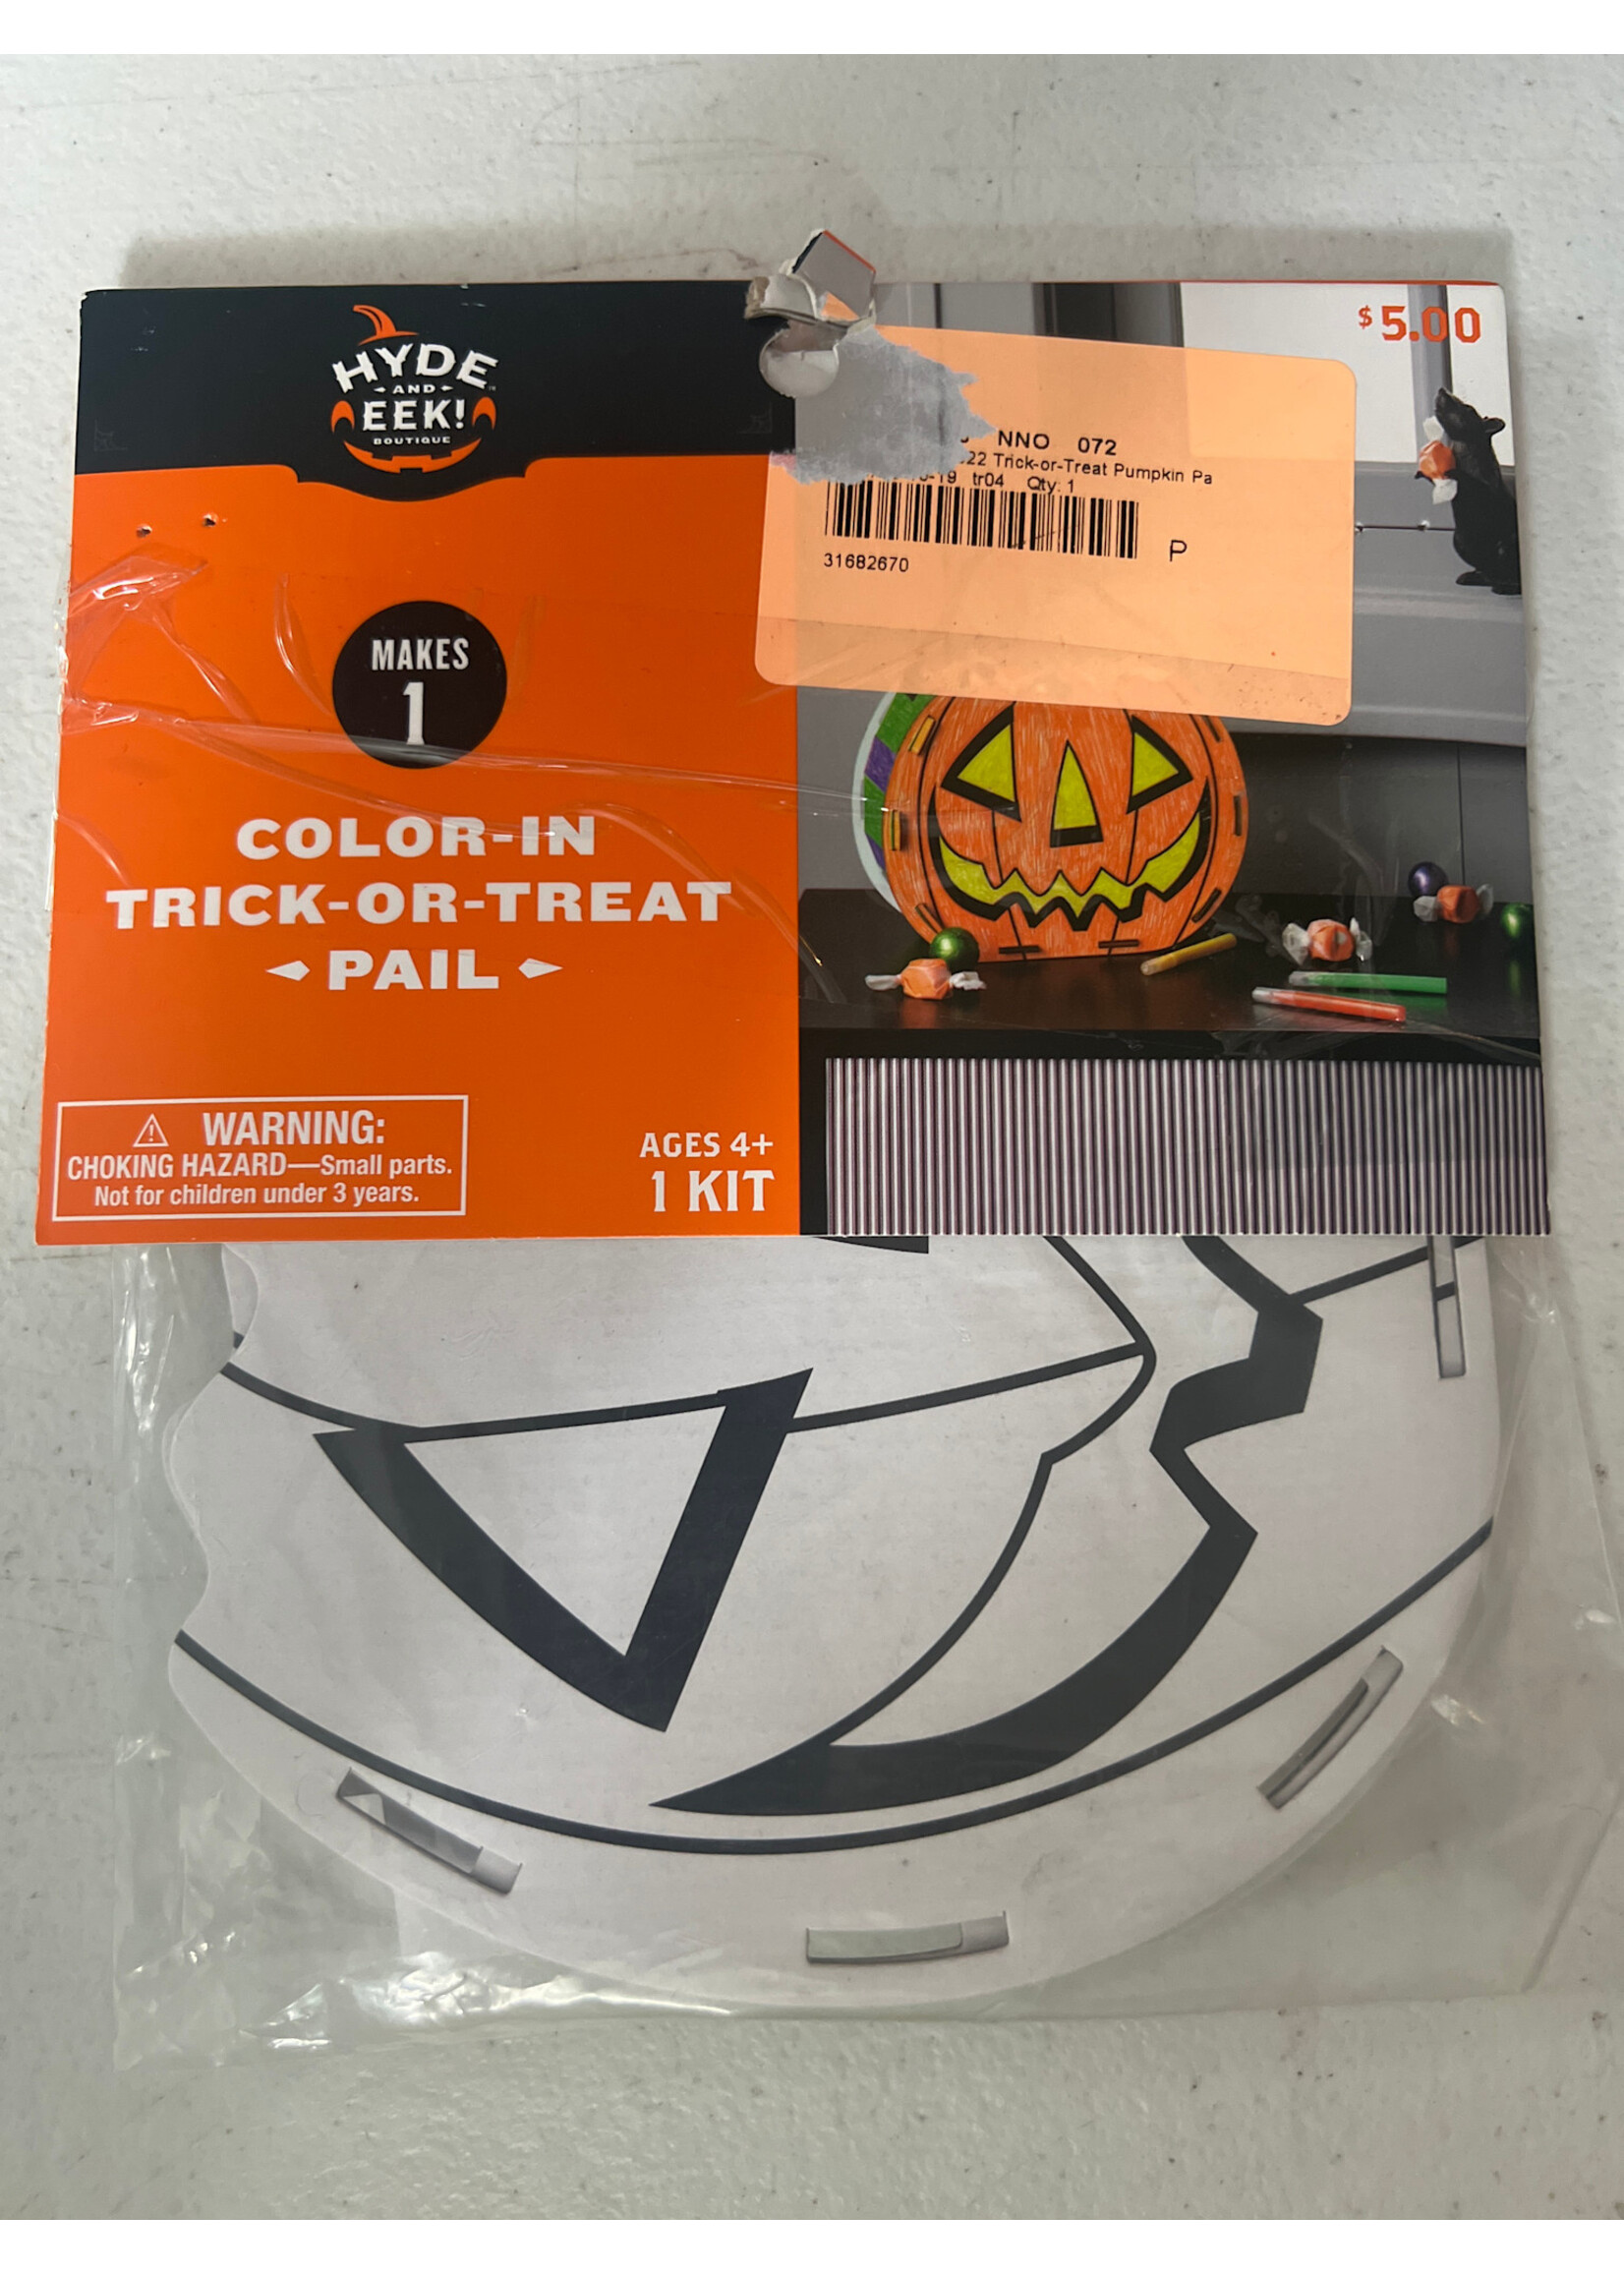 HYDE
AND
EEK!
BOUTIQUE
$5.00
NNO 072
22 Trick-or-Treat Pumpkin Pa
-19 tr04 Qty: 1
P
31682670
MAKES
1
COLOR-IN
TRICK-OR-TREAT
PAIL
WARNING:
CHOKING HAZARD—Small parts.
Not for children under 3 years.
AGES 4+
1 KIT